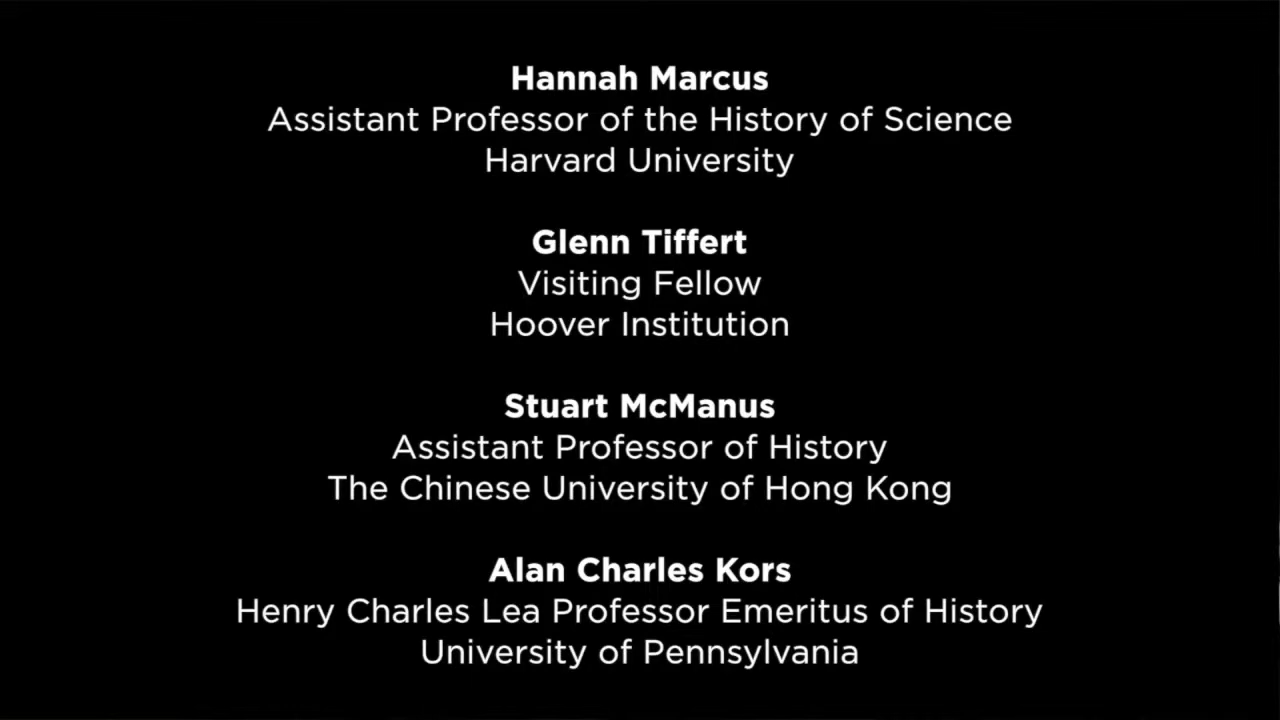 Hannah Marcus
Assistant Professor of the History of Science
Harvard University
Glenn Tiffert
Visiting Fellow
Hoover Institution
Stuart McManus
Assistant Professor of History
The Chinese University of Hong Kong
Alan Charles Kors
Henry Charles Lea Professor Emeritus of History
University of Pennsylvania